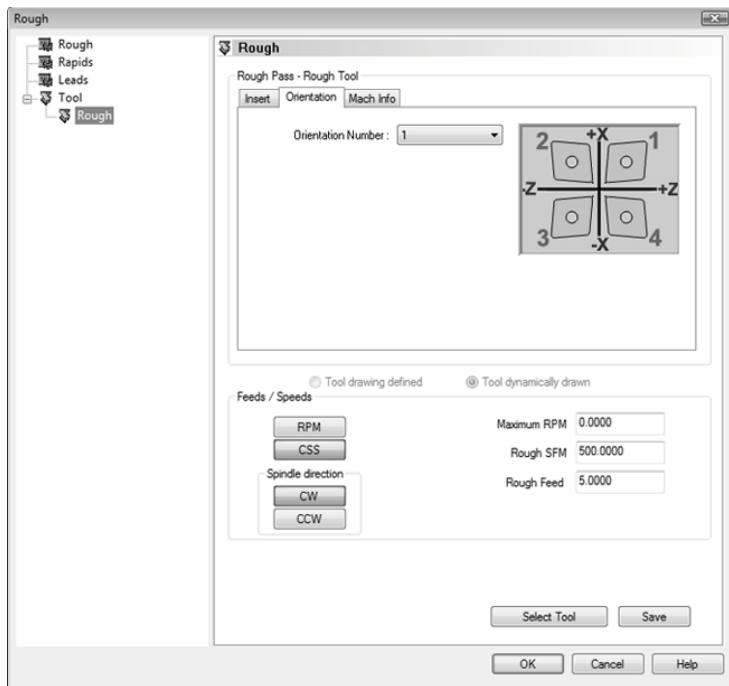 Rough
Rough
Rapids
Leads
Tool
Rough
Rough
Rough Pass - Rough Tool
Insert Orientation Mach Info
Orientation Number : 1
2 +X 1
-Z +Z
3 -X 4
Tool drawing defined Tool dynamically drawn
Feeds / Speeds
RPM
CSS
Spindle direction
CW
CCW
Maximum RPM 0.0000
Rough SFM 500.0000
Rough Feed 5.0000
Select Tool Save
OK Cancel Help